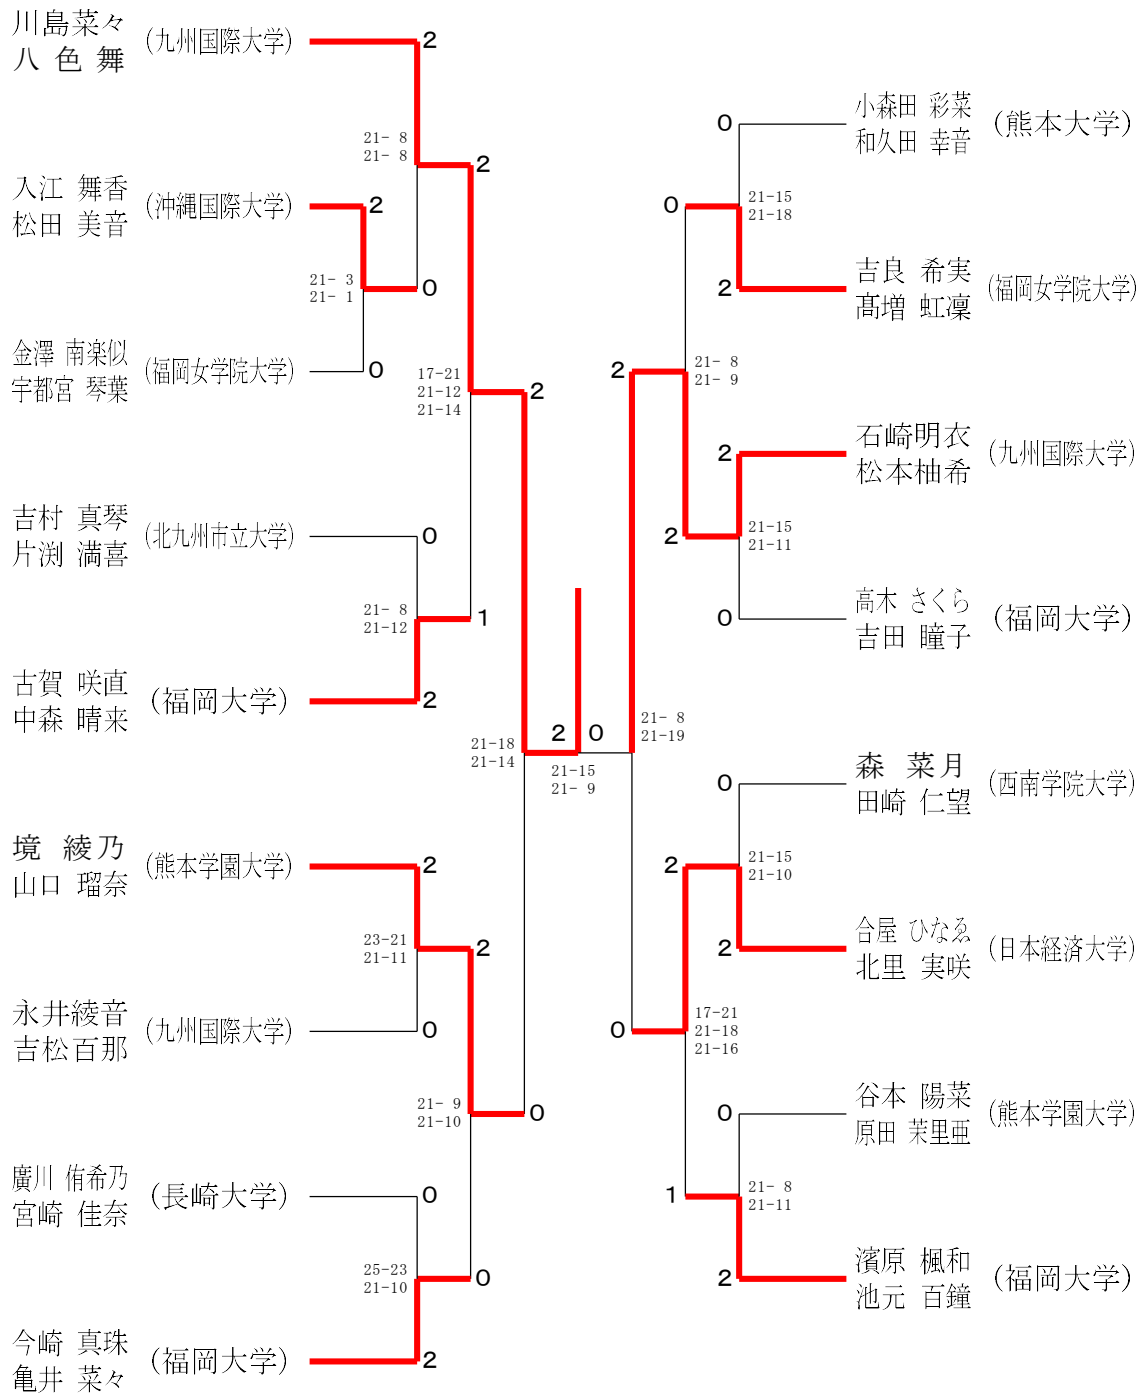 川島菜々
八 色 舞
(九州国際大学)
2
21- 8
21- 8
2
入江 舞香
松田 美音
(沖縄国際大学)
2
21- 3
21- 1
0
金澤 南楽似
宇都宮 琴葉
(福岡女学院大学)
0
17-21
21-12
21-14
2
吉村 真琴
片渕 満喜
(北九州市立大学)
0
21- 8
21-12
1
古賀 咲直
中森 晴来
(福岡大学)
2
21-18
21-14
2
0
21-15
21- 9
境 綾乃
山口 瑠奈
(熊本学園大学)
2
23-21
21-11
2
永井綾音
吉松百那
(九州国際大学)
0
21- 9
21-10
0
廣川 侑希乃
宮崎 佳奈
(長崎大学)
0
25-23
21-10
0
今崎 真珠
亀井 菜々
(福岡大学)
2
0
小森田 彩菜
和久田 幸音
(熊本大学)
0
21-15
21-18
2
吉良 希実
髙増 虹凜
(福岡女学院大学)
2
21- 8
21- 9
2
石崎明衣
松本柚希
(九州国際大学)
2
21-15
21-11
0
高木 さくら
吉田 瞳子
(福岡大学)
21- 8
21-19
0
森 菜月
田崎 仁望
(西南学院大学)
2
21-15
21-10
2
合屋 ひなゑ
北里 実咲
(日本経済大学)
0
17-21
21-18
21-16
0
谷本 陽菜
原田 茉里亜
(熊本学園大学)
1
21- 8
21-11
2
濱原 楓和
池元 百鐘
(福岡大学)